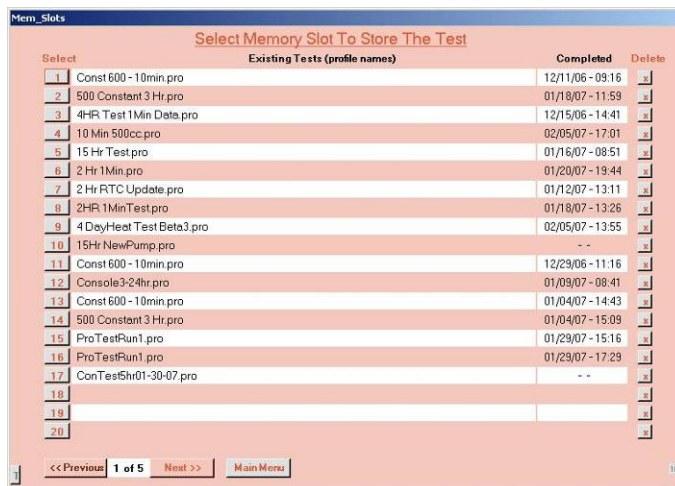 Mem_Slots
Select Memory Slot To Store The Test
Select Existing Tests (profile names) Completed Delete
1 Const 600 - 10min.pro 12/11/06 - 09:16 x
2 500 Constant 3 Hr.pro 01/18/07 - 11:59 x
3 4HR Test 1Min Data.pro 12/15/06 - 14:41 x
4 10 Min 500cc.pro 02/05/07 - 17:01 x
5 15 Hr Test.pro 01/16/07 - 08:51 x
6 2 Hr 1Min.pro 01/20/07 - 19:44 x
7 2 Hr RTC Update.pro 01/12/07 - 13:11 x
8 2HR 1MinTest.pro 01/18/07 - 13:26 x
9 4 DayHeat Test Beta3.pro 02/05/07 - 13:55 x
10 15Hr NewPump.pro - - x
11 Const 600 - 10min.pro 12/29/06 - 11:16 x
12 Console3-24hr.pro 01/09/07 - 08:41 x
13 Const 600 - 10min.pro 01/04/07 - 14:43 x
14 500 Constant 3 Hr.pro 01/04/07 - 15:09 x
15 ProTestRun1.pro 01/29/07 - 15:16 x
16 ProTestRun1.pro 01/29/07 - 17:29 x
17 ConTest5hr01-30-07.pro - - x
18 x
19 x
20 x
<< Previous 1 of 5 Next >> Main Menu